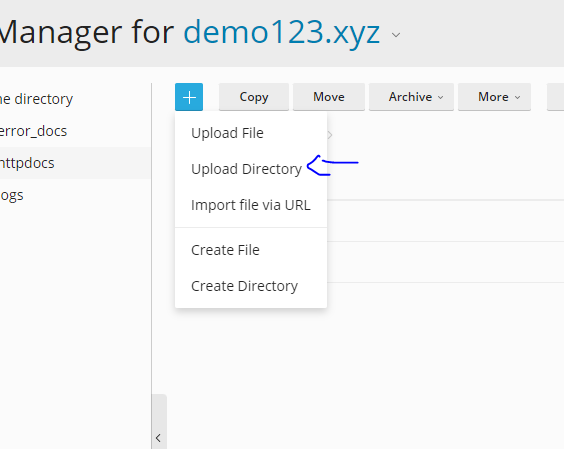 Manager for demo123.xyz
ne directory
error_docs
httpdocs
ogs
Copy
Move
Archive
More
Upload File
Upload Directory
Import file via URL
Create File
Create Directory